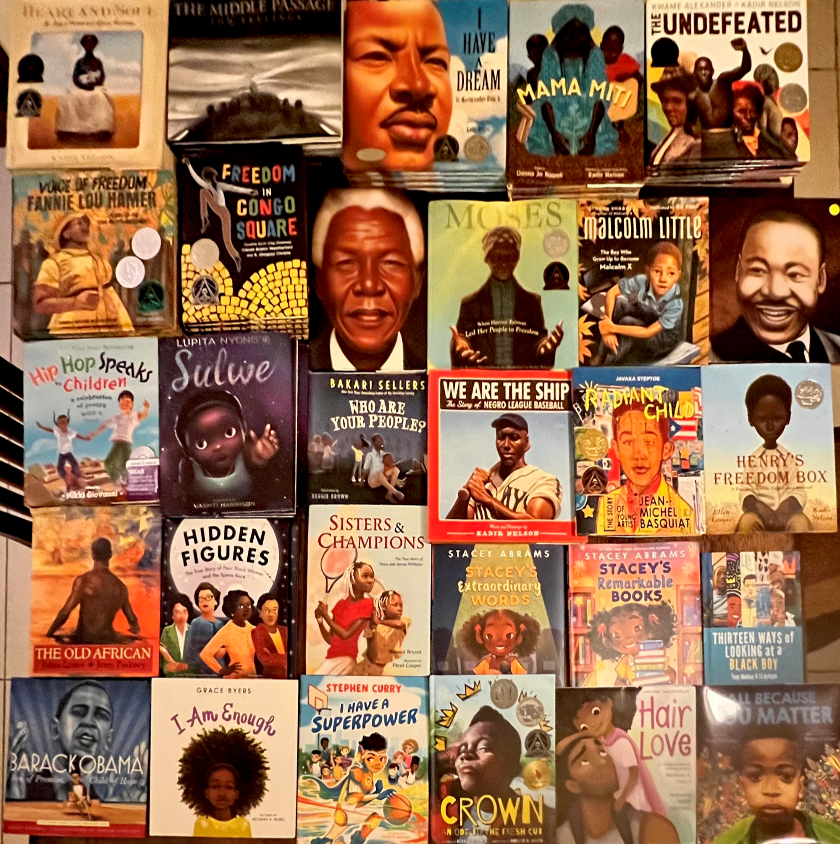 HEART AND SOUL
KADIR NELSON
THE MIDDLE PASSAGE
TOM FEELINGS
I
HAVE
A
DREAM
Dr. Martin Luther King, Jr.
MAMA MITI
Donna Jo Napoli
Kadir Nelson
KWAME ALEXANDER • KADIR NELSON
THE UNDEFEATED
VOICE OF FREEDOM
FANNIE LOU HAMER
FREEDOM
IN
CONGO
SQUARE
MOSES
When Harriet Tubman
Led Her People to Freedom
MALCOLM LITTLE
The Boy Who
Grew Up to Become
Malcolm X
Hip Hop Speaks
to Children
a celebration
of poetry
with a
Nikki Giovanni
LUPITA NYONG'O
Sulwe
VASHTI HARRISON
BAKARI SELLERS
WHO ARE
YOUR PEOPLE?
REGGIE BROWN
WE ARE THE SHIP
The Story of NEGRO LEAGUE BASEBALL
KADIR NELSON
JAVAKA STEPTOE
RADIANT
CHILD
THE STORY
OF YOUNG
ARTIST
JEAN-
MICHEL
BASQUIAT
HENRY'S
FREEDOM BOX
Ellen
Levine
Kadir
Nelson
THE OLD AFRICAN
Julius Lester • Jerry Pinkney
HIDDEN
FIGURES
The True Story of Four Black Women
and the Space Race
SISTERS &
CHAMPIONS
The True Story of
Venus and Serena Williams
Howard Bryant
Floyd Cooper
STACEY ABRAMS
STACEY'S
Extraordinary
WORDS
STACEY ABRAMS
STACEY'S
Remarkable
BOOKS
THIRTEEN WAYS of
LOOKING at a
BLACK BOY
BARACK OBAMA
Son of Promise, Child of Hope
GRACE BYERS
I Am Enough
STEPHEN CURRY
I HAVE A
SUPERPOWER
CROWN
AN ODE TO THE FRESH CUT
Hair
Love
ALL BECAUSE
YOU MATTER